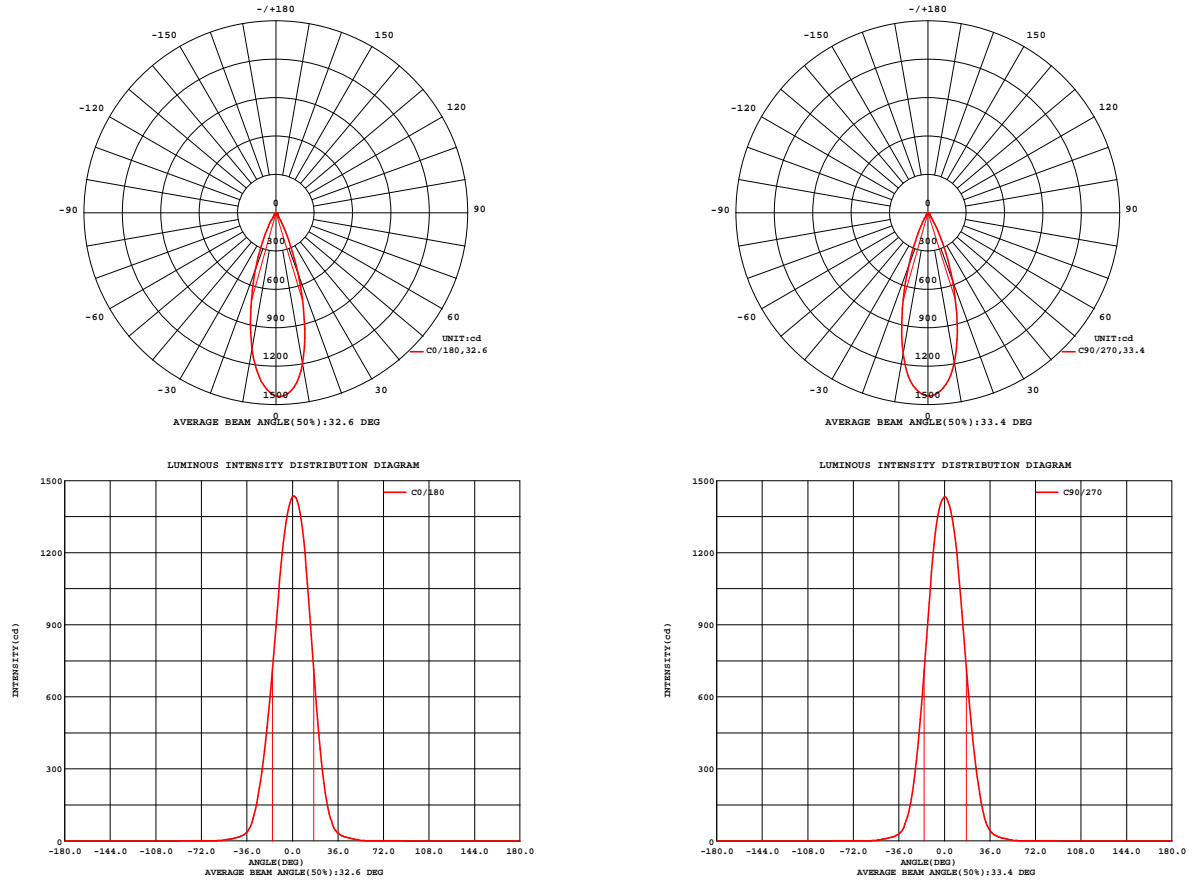 -/+180
-150
150
-120
120
-90
90
-60
60
-30
30
0
0
300
600
900
1200
1500
UNIT:cd
C0/180,32.6
AVERAGE BEAM ANGLE(50%):32.6 DEG
-/+180
-150
150
-120
120
-90
90
-60
60
-30
30
0
0
300
600
900
1200
1500
UNIT:cd
C90/270,33.4
AVERAGE BEAM ANGLE(50%):33.4 DEG
LUMINOUS INTENSITY DISTRIBUTION DIAGRAM
C0/180
INTENSITY(cd)
1500
1200
900
600
300
0
-180.0 -144.0 -108.0 -72.0 -36.0 0.0 36.0 72.0 108.0 144.0 180.0
ANGLE(DEG)
AVERAGE BEAM ANGLE(50%):32.6 DEG
LUMINOUS INTENSITY DISTRIBUTION DIAGRAM
C90/270
INTENSITY(cd)
1500
1200
900
600
300
0
-180.0 -144.0 -108.0 -72.0 -36.0 0.0 36.0 72.0 108.0 144.0 180.0
ANGLE(DEG)
AVERAGE BEAM ANGLE(50%):33.4 DEG